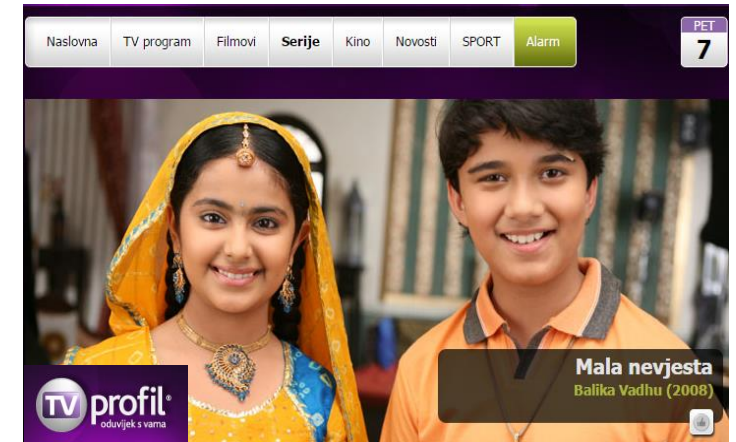 Naslovna TV program Filmovi Serije Kino Novosti SPORT Alarm
PET
7
Mala nevjesta
Balika Vadhu (2008)
TV profil®
oduvijek s vama